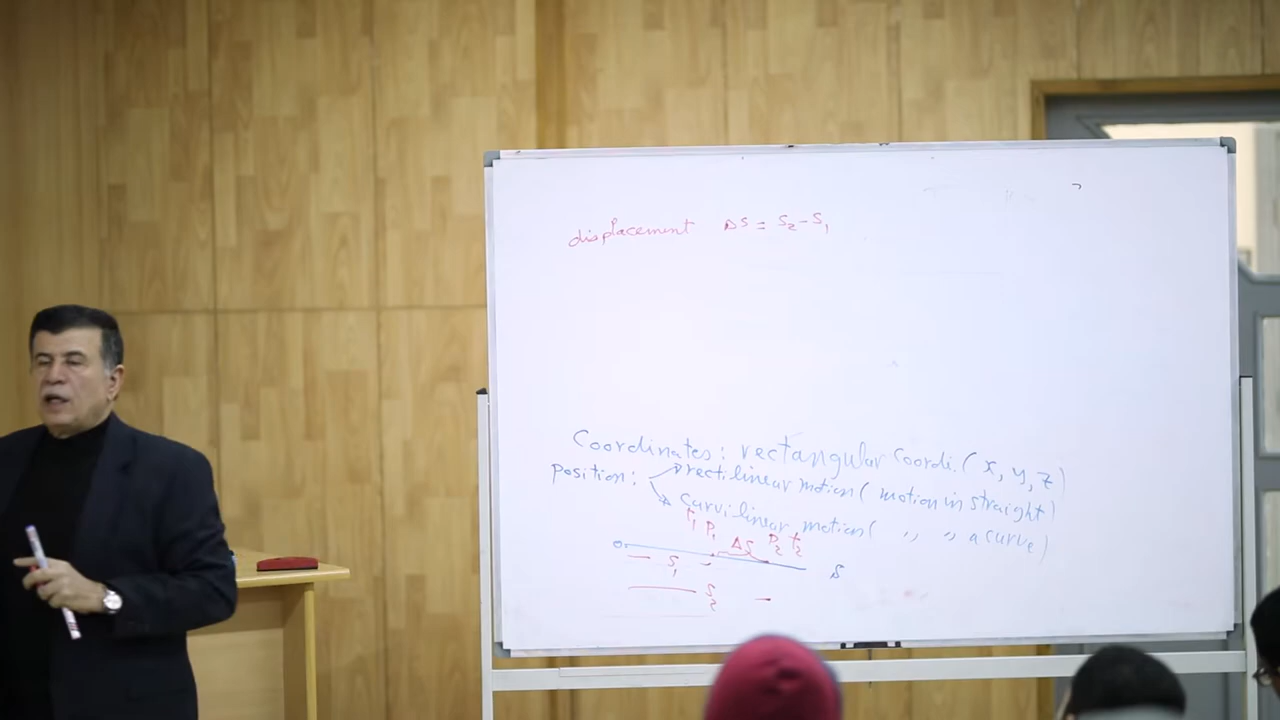 displacement ΔS = S₂ - S₁
Coordinates: rectangular Coordi. (x, y, z)
position: rectilinear motion (motion in straight)
Curvilinear motion ( ,, ,, a curve)
t₁ P₁ ΔS P₂ t₂
O S
S₁
S₂